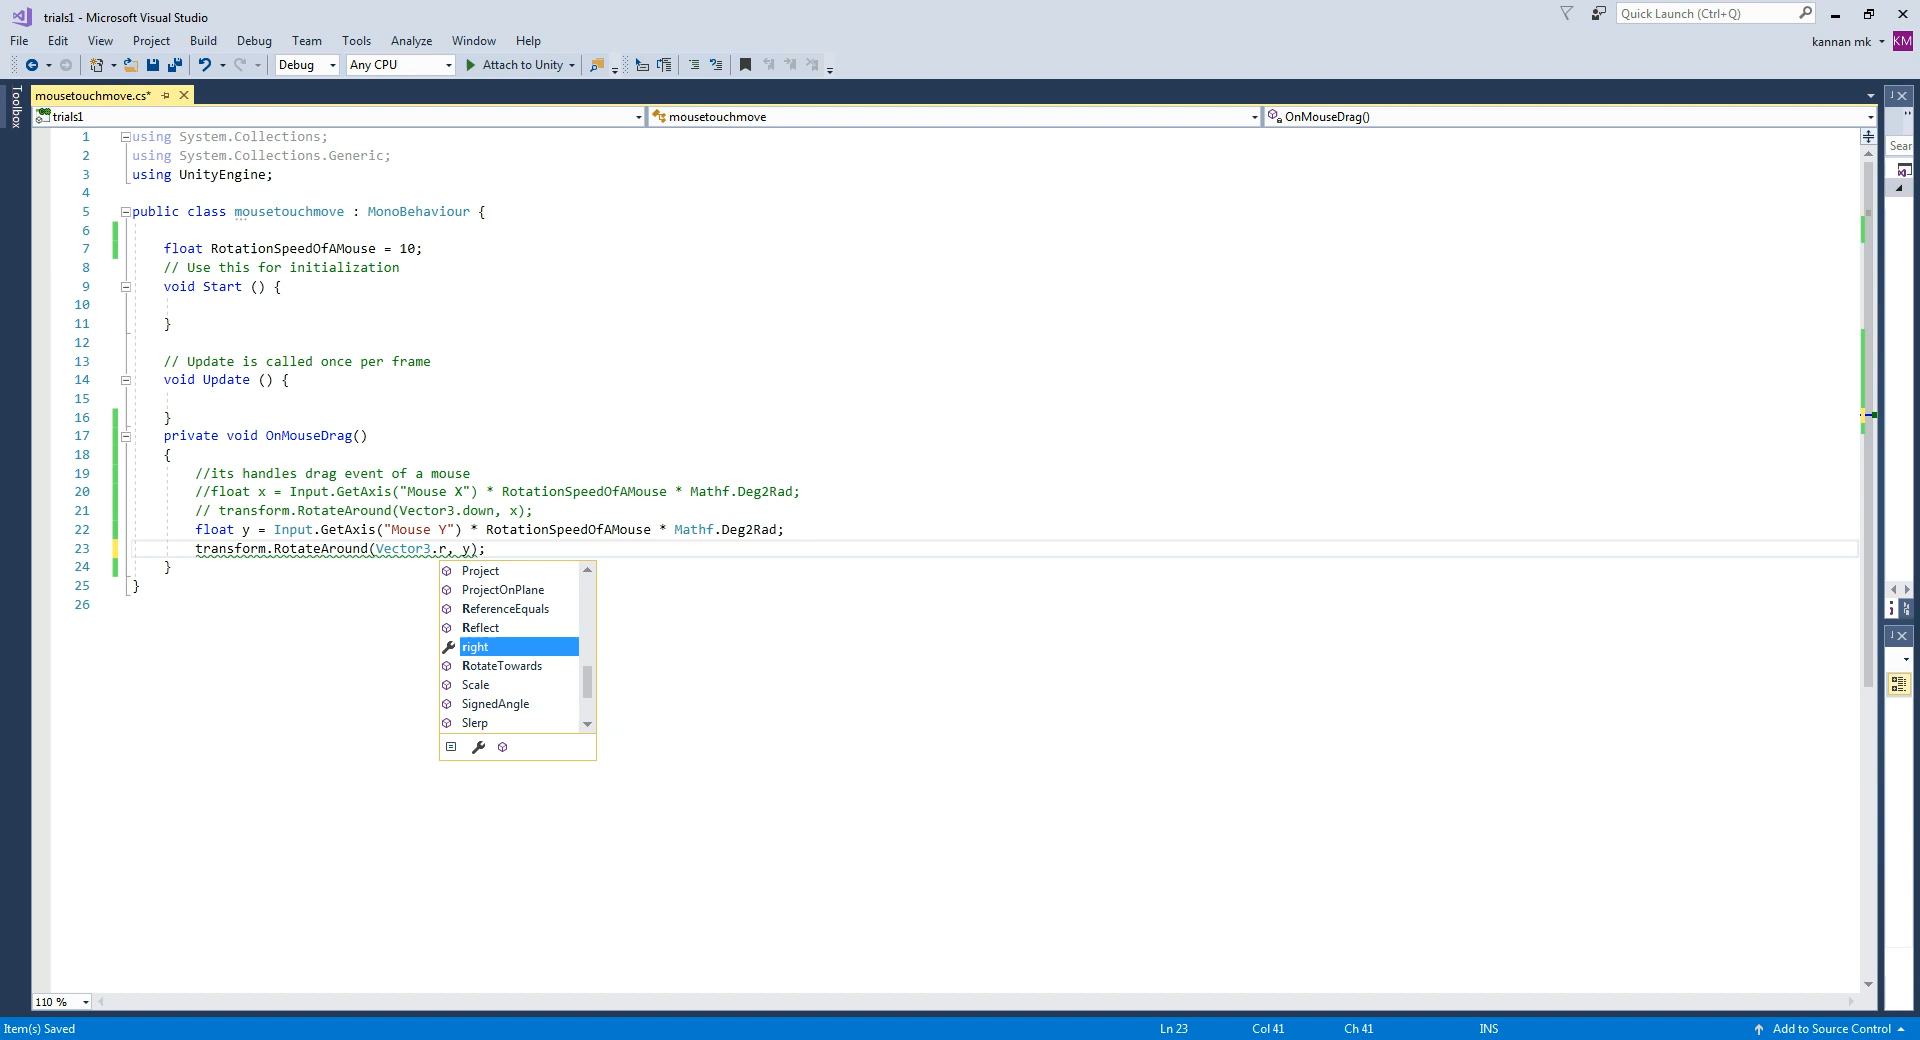 trials1 - Microsoft Visual Studio
Quick Launch (Ctrl+Q)
File Edit View Project Build Debug Team Tools Analyze Window Help
kannan mk KM
Debug Any CPU Attach to Unity
Toolbox
mousetouchmove.cs*
trials1 mousetouchmove OnMouseDrag()
Sear
1 using System.Collections;
2 using System.Collections.Generic;
3 using UnityEngine;
4
5 public class mousetouchmove : MonoBehaviour {
6
7 float RotationSpeedOfAMouse = 10;
8 // Use this for initialization
9 void Start () {
10
11 }
12
13 // Update is called once per frame
14 void Update () {
15
16 }
17 private void OnMouseDrag()
18 {
19 //its handles drag event of a mouse
20 //float x = Input.GetAxis("Mouse X") * RotationSpeedOfAMouse * Mathf.Deg2Rad;
21 // transform.RotateAround(Vector3.down, x);
22 float y = Input.GetAxis("Mouse Y") * RotationSpeedOfAMouse * Mathf.Deg2Rad;
23 transform.RotateAround(Vector3.r, y);
24 }
25 }
26
Project
ProjectOnPlane
ReferenceEquals
Reflect
right
RotateTowards
Scale
SignedAngle
Slerp
110 %
Item(s) Saved Ln 23 Col 41 Ch 41 INS Add to Source Control